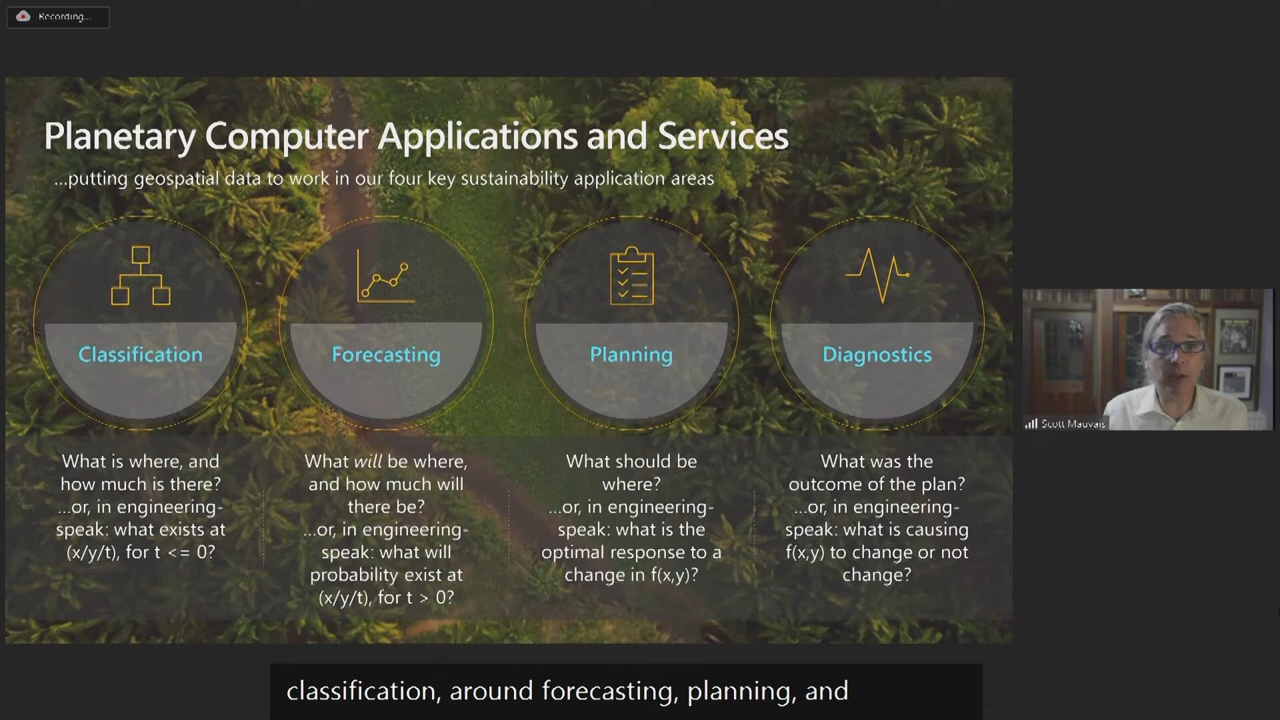 Recording...
Planetary Computer Applications and Services
...putting geospatial data to work in our four key sustainability application areas
Classification
Forecasting
Planning
Diagnostics
What is where, and
how much is there?
...or, in engineering-
speak: what exists at
(x/y/t), for t <= 0?
What will be where,
and how much will
there be?
...or, in engineering-
speak: what will
probability exist at
(x/y/t), for t > 0?
What should be
where?
...or, in engineering-
speak: what is the
optimal response to a
change in f(x,y)?
What was the
outcome of the plan?
...or, in engineering-
speak: what is causing
f(x,y) to change or not
change?
Scott Mauvais
classification, around forecasting, planning, and